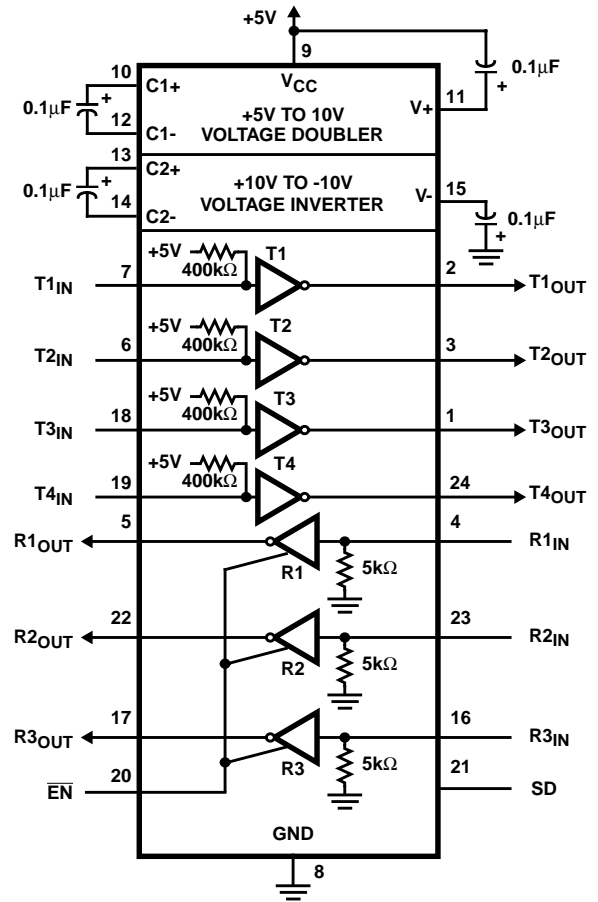 +5V
9
10
C1+
VCC
0.1μF
+
12
C1-
+5V TO 10V
VOLTAGE DOUBLER
V+
11
+
0.1μF
13
C2+
0.1μF
+
14
C2-
+10V TO -10V
VOLTAGE INVERTER
V-
15
+
0.1μF
+5V
400kΩ
T1
T1IN
7
2
T1OUT
+5V
400kΩ
T2
T2IN
6
3
T2OUT
+5V
400kΩ
T3
T3IN
18
1
T3OUT
+5V
400kΩ
T4
T4IN
19
24
T4OUT
R1OUT
5
R1
5kΩ
4
R1IN
R2OUT
22
R2
5kΩ
23
R2IN
R3OUT
17
R3
5kΩ
16
R3IN
EN
20
21
SD
GND
8